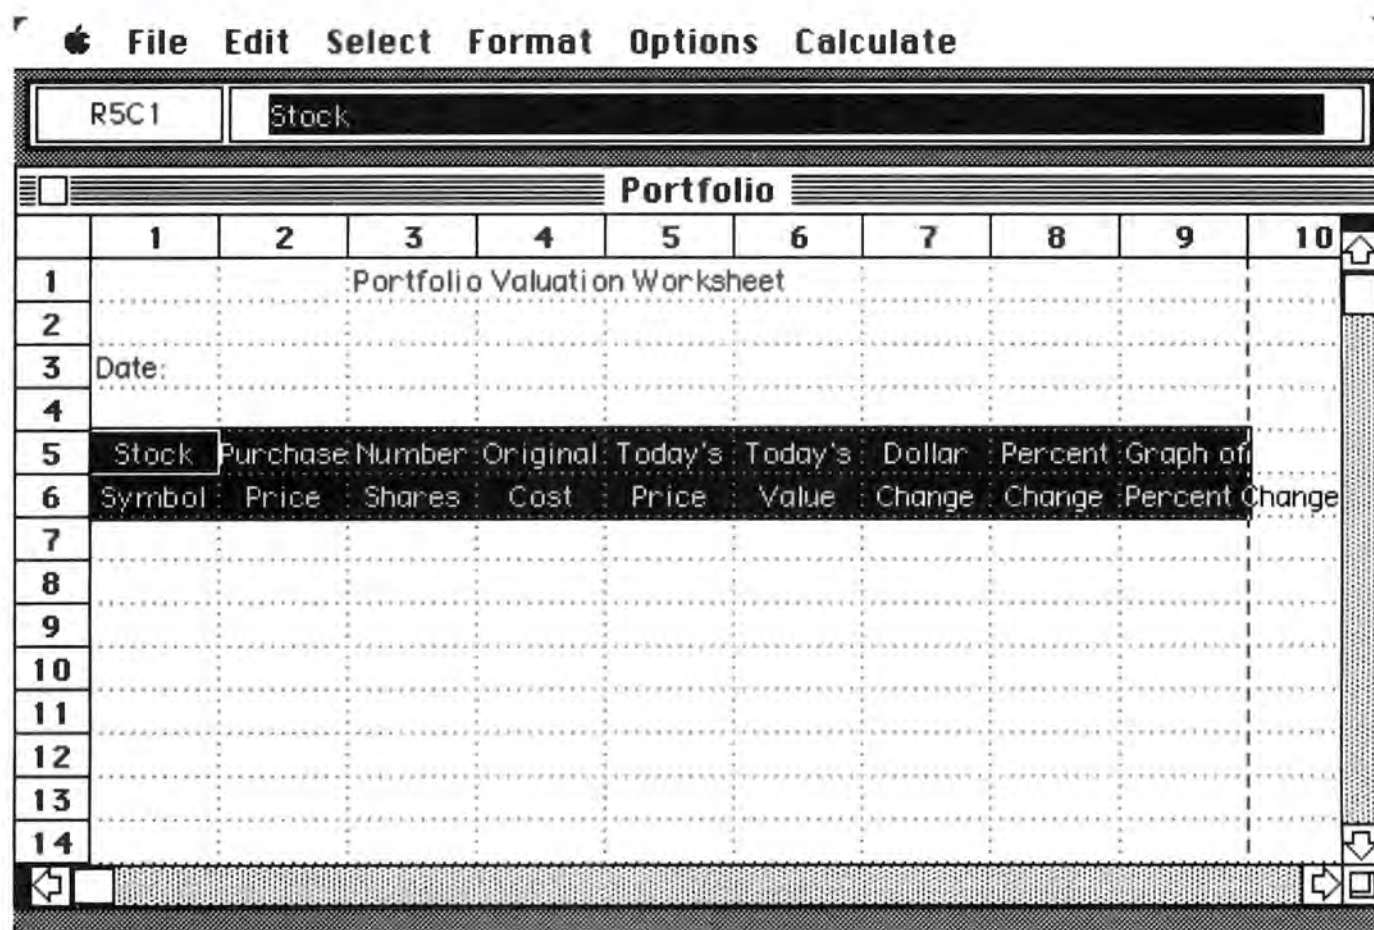 File Edit Select Format Options Calculate
R5C1 Stock
Portfolio
1 2 3 4 5 6 7 8 9 10
1 Portfolio Valuation Worksheet
2
3 Date:
4
5 Stock Purchase Number Original Today's Today's Dollar Percent Graph of
6 Symbol Price Shares Cost Price Value Change Change Percent Change
7
8
9
10
11
12
13
14